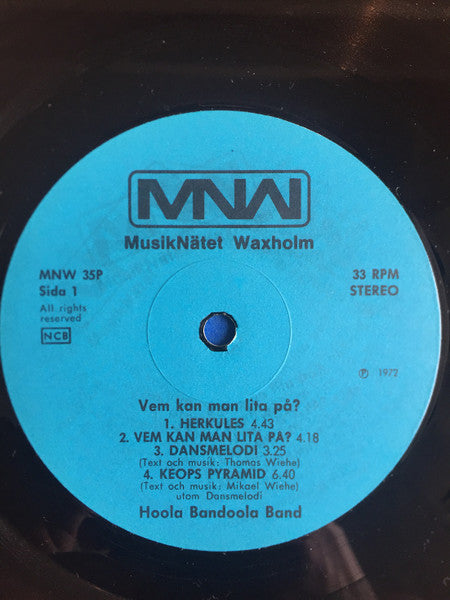 MNW
MusikNätet Waxholm
MNW 35P
Sida 1
All rights
reserved
NCB
33 RPM
STEREO
℗ 1972
Vem kan man lita på?
1. HERKULES 4.43
2. VEM KAN MAN LITA PÅ? 4.18
3. DANSMELODI 3.25
(Text och musik: Thomas Wiehe)
4. KEOPS PYRAMID 6.40
(Text och musik: Mikael Wiehe)
utom Dansmelodi
Hoola Bandoola Band